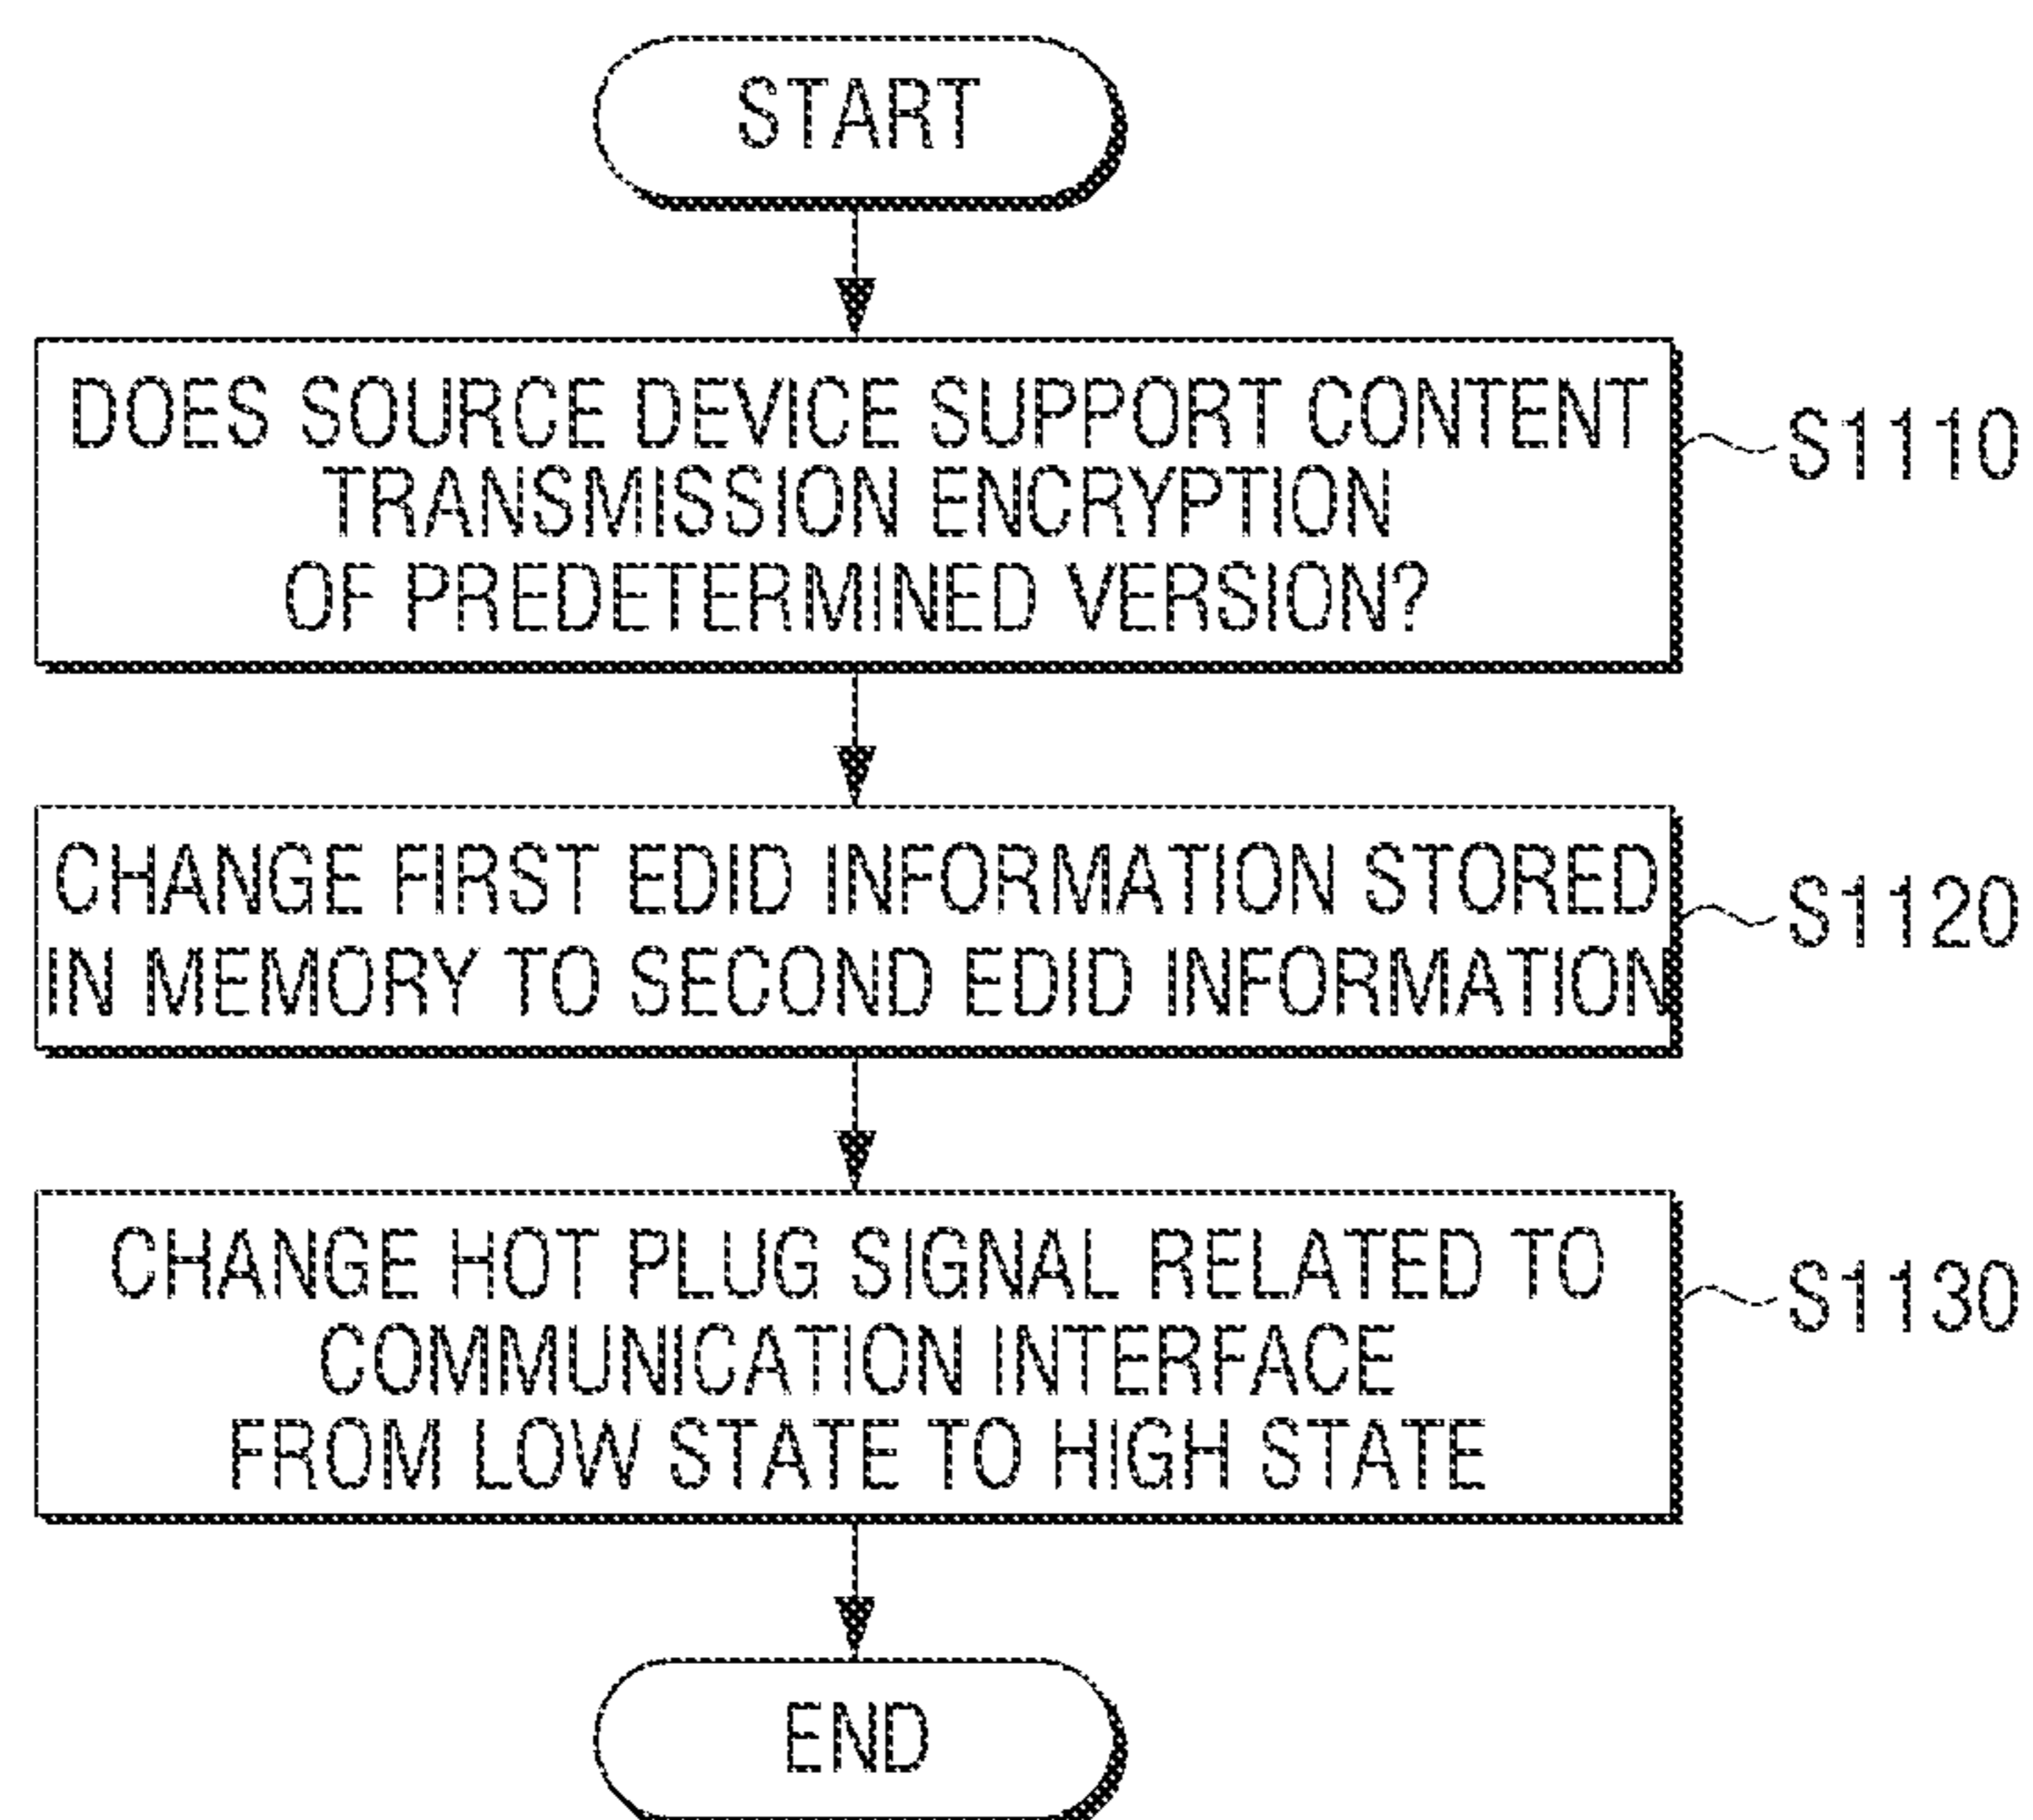 START
DOES SOURCE DEVICE SUPPORT CONTENT
TRANSMISSION ENCRYPTION
OF PREDETERMINED VERSION?
S1110
CHANGE FIRST EDID INFORMATION STORED
IN MEMORY TO SECOND EDID INFORMATION
S1120
CHANGE HOT PLUG SIGNAL RELATED TO
COMMUNICATION INTERFACE
FROM LOW STATE TO HIGH STATE
S1130
END